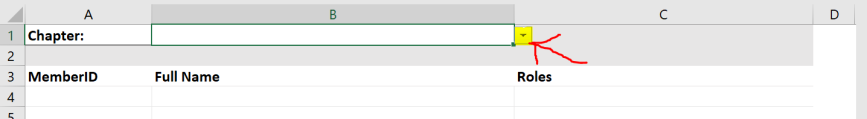 A B C D
1 Chapter:
2
3 MemberID Full Name Roles
4
5